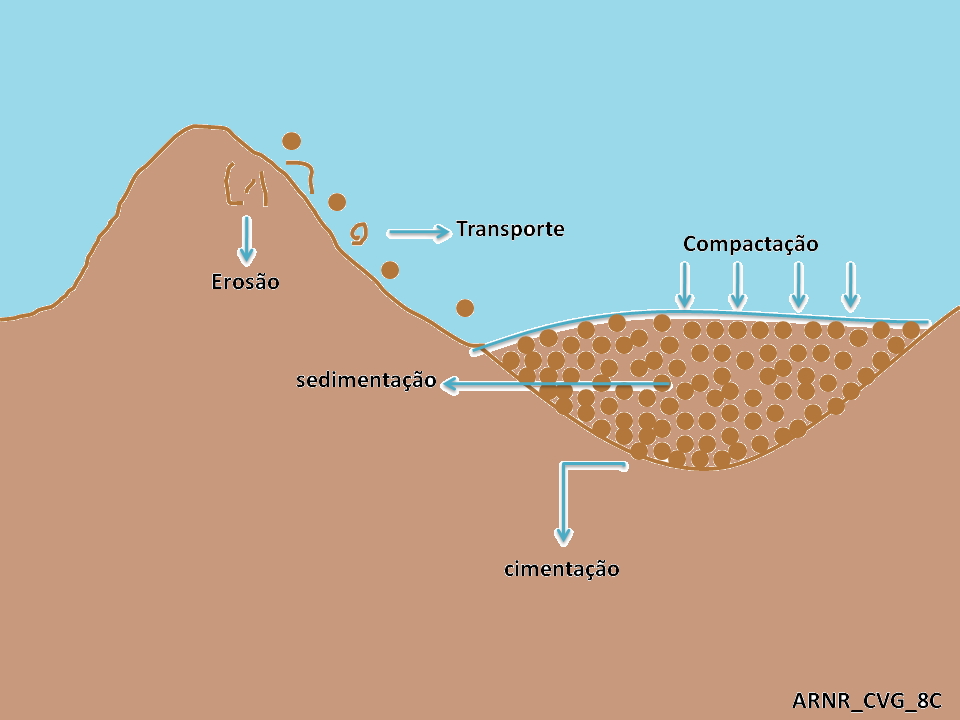 Transporte
Compactação
Erosão
sedimentação
cimentação
ARNR_CVG_8C